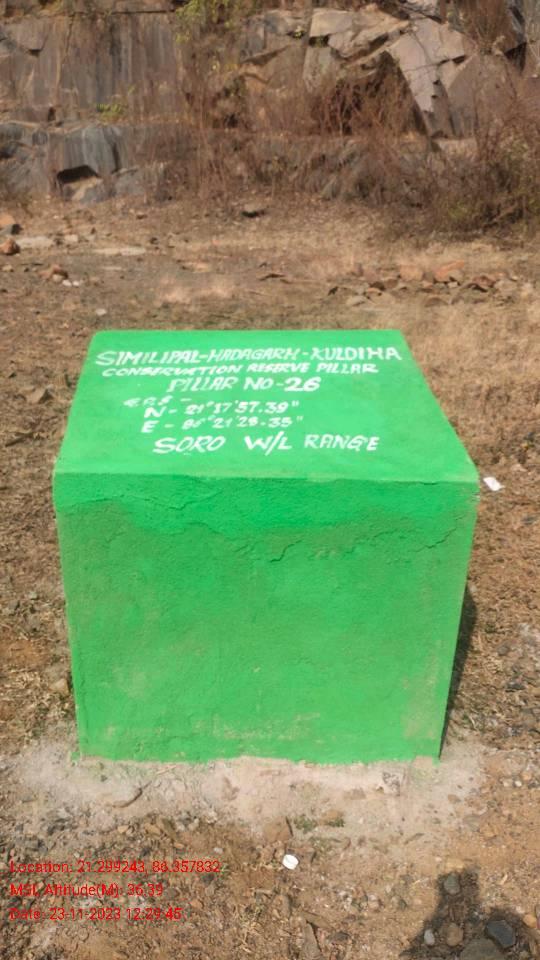 SIMILIPAL-HADAGARH-KULDIHA
CONSERVATION RESERVE PILLAR
PILLAR NO-26
G.P.S -
N- 21°17'57.39"
E- 86°21'28.35"
SORO W/L RANGE
Location: 21.299243, 86.357832
MSL Altitude(M): 36.39
Date: 23-11-2023 12:29:45